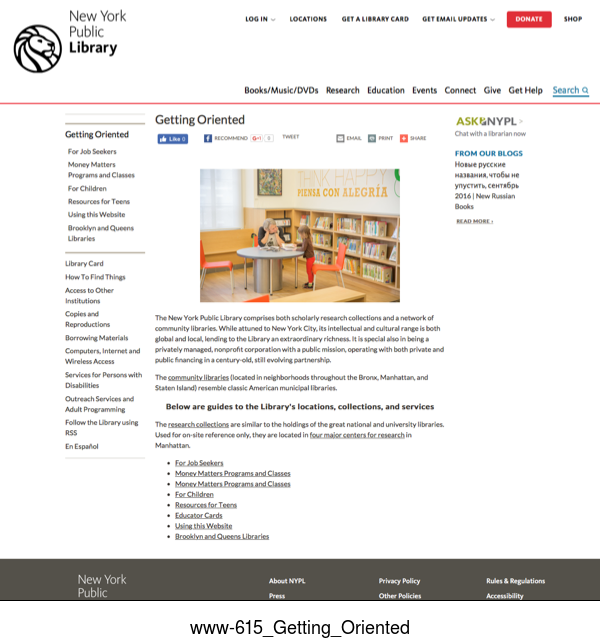 New York
Public
Library
LOG IN
LOCATIONS
GET A LIBRARY CARD
GET EMAIL UPDATES
DONATE
SHOP
Books/Music/DVDs Research Education Events Connect Give Get Help Search
Getting Oriented
For Job Seekers
Money Matters
Programs and Classes
For Children
Resources for Teens
Using this Website
Brooklyn and Queens
Libraries
Library Card
How To Find Things
Access to Other
Institutions
Copies and
Reproductions
Borrowing Materials
Computers, Internet and
Wireless Access
Services for Persons with
Disabilities
Outreach Services and
Adult Programming
Follow the Library using
RSS
En Español
Getting Oriented
Like 0
RECOMMEND
+1 3
TWEET
EMAIL
PRINT
SHARE
THINK HAPPY
PIENSA CON ALEGRÍA
The New York Public Library comprises both scholarly research collections and a network of
community libraries. While attuned to New York City, its intellectual and cultural range is both
global and local, lending to the Library an extraordinary richness. It is special also in being a
privately managed, nonprofit corporation with a public mission, operating with both private and
public financing in a century-old, still evolving partnership.
The community libraries (located in neighborhoods throughout the Bronx, Manhattan, and
Staten Island) resemble classic American municipal libraries.
Below are guides to the Library's locations, collections, and services
The research collections are similar to the holdings of the great national and university libraries.
Used for on-site reference only, they are located in four major centers for research in
Manhattan.
For Job Seekers
Money Matters Programs and Classes
Money Matters Programs and Classes
For Children
Resources for Teens
Educator Cards
Using this Website
Brooklyn and Queens Libraries
ASK NYPL >
Chat with a librarian now
FROM OUR BLOGS
Новые русские
названия, чтобы не
упустить, сентябрь
2016 | New Russian
Books
READ MORE ›
New York
Public
About NYPL
Privacy Policy
Rules & Regulations
Press
Other Policies
Accessibility
www-615_Getting_Oriented